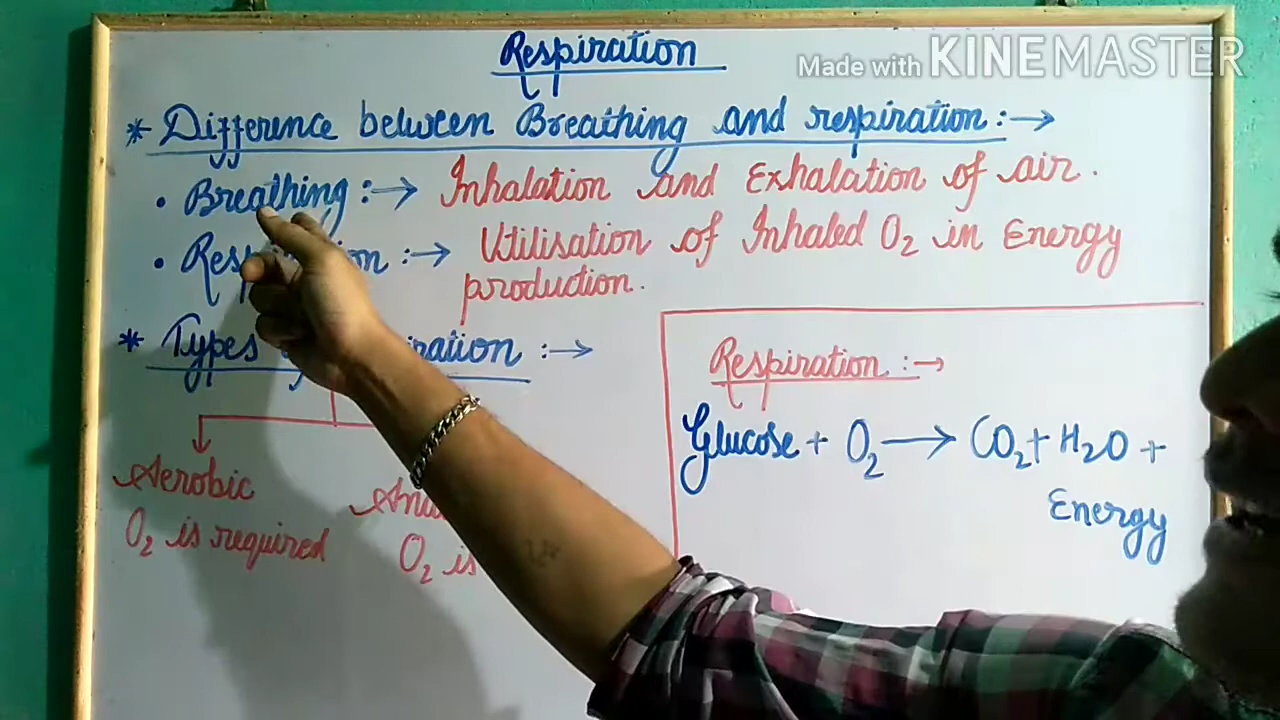 Respiration
Made with KINEMASTER
* Difference between Breathing and respiration :→
• Breathing :→ Inhalation and Exhalation of air.
• :→ Utilisation of Inhaled O2 in Energy
production.
* Types :→
Respiration :→
Glucose + O2 → CO2 + H2O +
Energy
Aerobic
O2 is required
O2 is